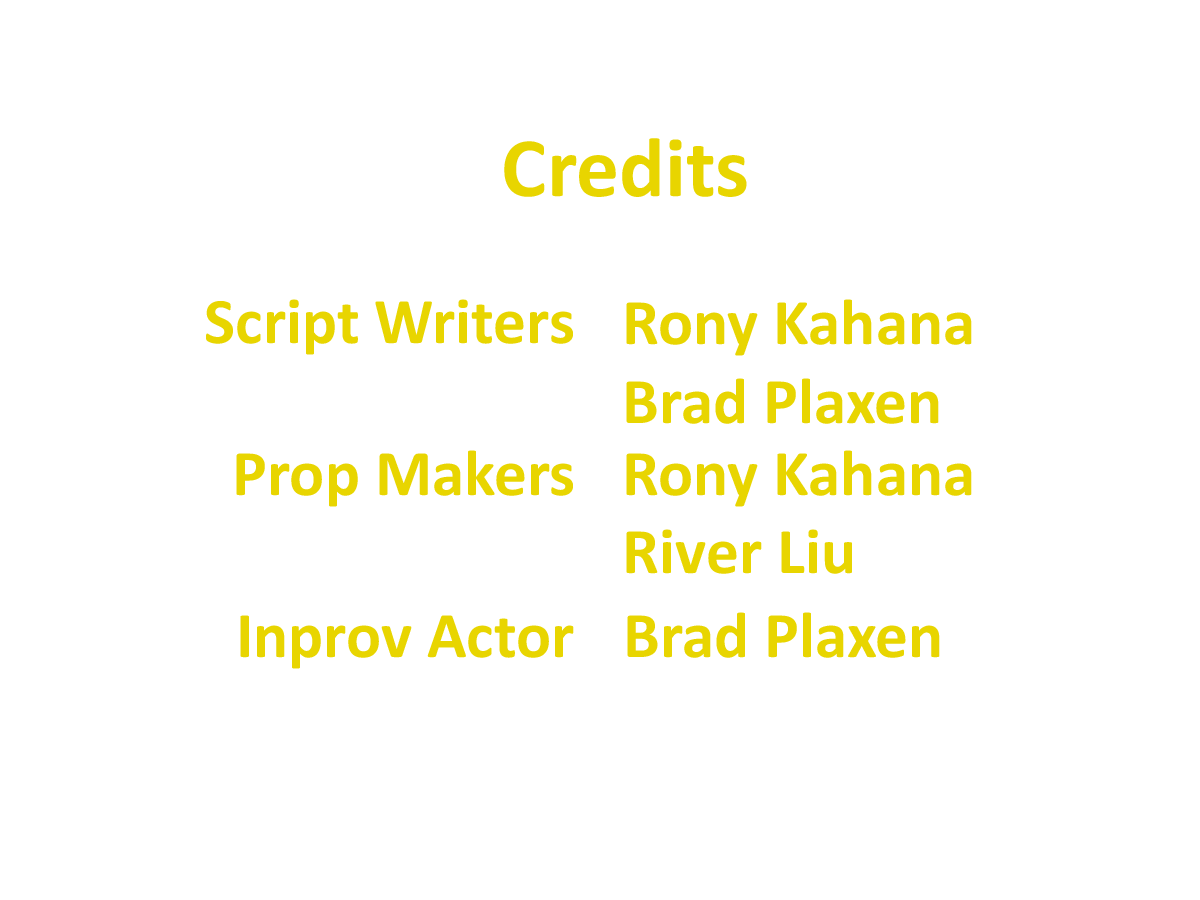 Credits
Script Writers Rony Kahana
Brad Plaxen
Prop Makers Rony Kahana
River Liu
Inprov Actor Brad Plaxen